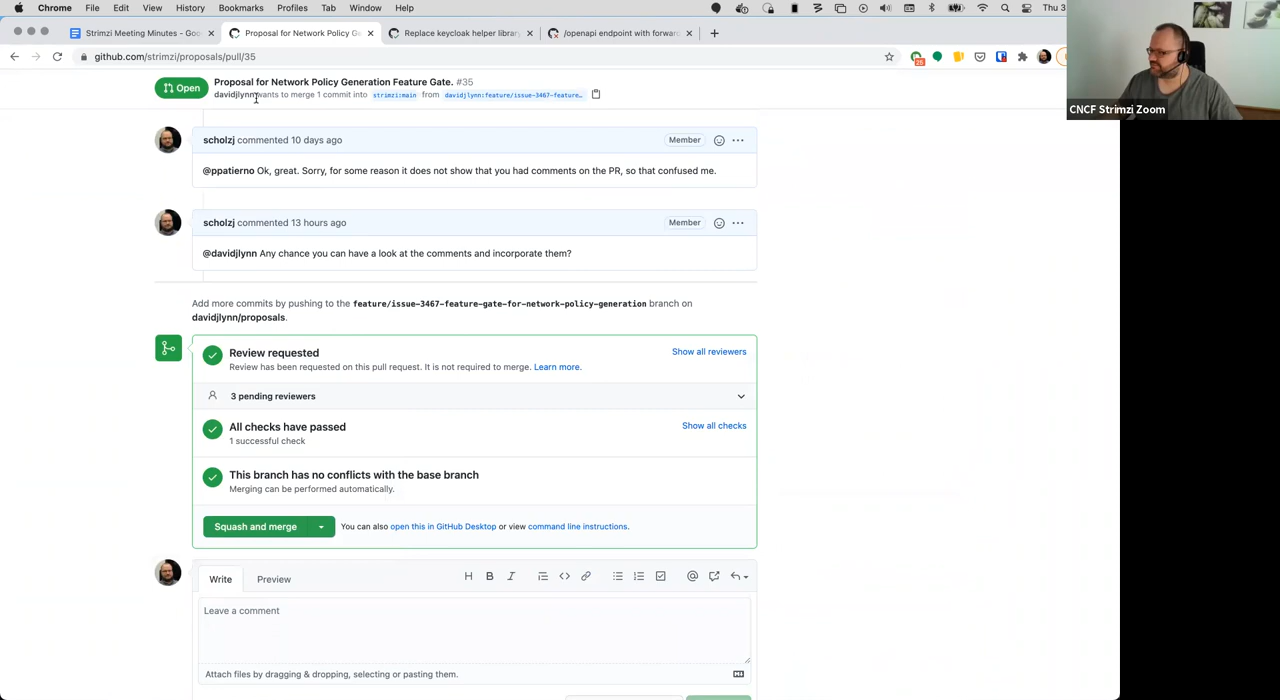 Chrome File Edit View History Bookmarks Profiles Tab Window Help Thu 3
Strimzi Meeting Minutes - Goo
Proposal for Network Policy Ge
Replace keycloak helper library
/openapi endpoint with forward
github.com/strimzi/proposals/pull/35
26
CNCF Strimzi Zoom
Open
Proposal for Network Policy Generation Feature Gate. #35
davidjlynn wants to merge 1 commit into strimzi:main from davidjlynn:feature/issue-3467-feature…
scholzj commented 10 days ago
Member
@ppatierno Ok, great. Sorry, for some reason it does not show that you had comments on the PR, so that confused me.
scholzj commented 13 hours ago
Member
@davidjlynn Any chance you can have a look at the comments and incorporate them?
Add more commits by pushing to the feature/issue-3467-feature-gate-for-network-policy-generation branch on
davidjlynn/proposals.
Review requested
Show all reviewers
Review has been requested on this pull request. It is not required to merge. Learn more.
3 pending reviewers
All checks have passed
Show all checks
1 successful check
This branch has no conflicts with the base branch
Merging can be performed automatically.
Squash and merge
You can also open this in GitHub Desktop or view command line instructions.
Write
Preview
H B I
Leave a comment
Attach files by dragging & dropping, selecting or pasting them.